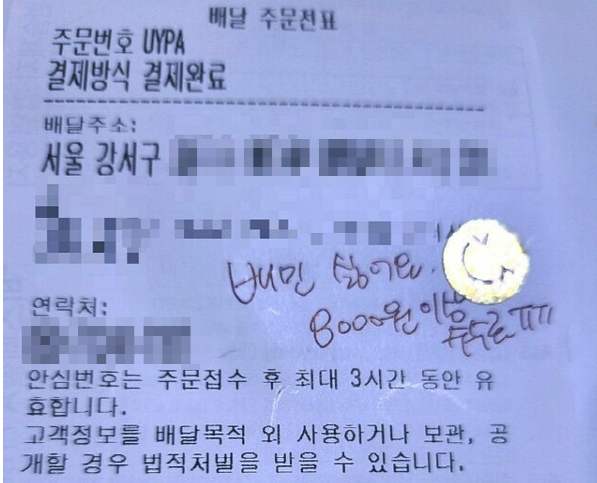 배달 주문전표
주문번호 UYPA
결제방식 결제완료
배달주소:
서울 강서구
배민 싫어요.
8000원이상
수수료 ㅠㅠ
연락처:
안심번호는 주문접수 후 최대 3시간 동안 유
효합니다.
고객정보를 배달목적 외 사용하거나 보관, 공
개할 경우 법적처벌을 받을 수 있습니다.